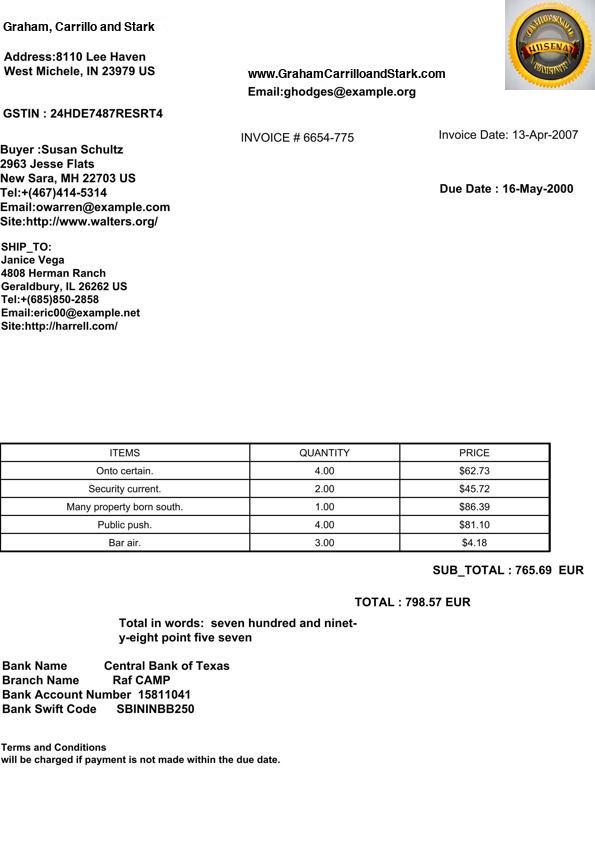 Graham, Carrillo and Stark
Address:8110 Lee Haven
West Michele, IN 23979 US
www.GrahamCarrilloandStark.com
Email:ghodges@example.org
GSTIN : 24HDE7487RESRT4
INVOICE # 6654-775
Invoice Date: 13-Apr-2007
Due Date : 16-May-2000
Buyer :Susan Schultz
2963 Jesse Flats
New Sara, MH 22703 US
Tel:+(467)414-5314
Email:owarren@example.com
Site:http://www.walters.org/
SHIP_TO:
Janice Vega
4808 Herman Ranch
Geraldbury, IL 26262 US
Tel:+(685)850-2858
Email:eric00@example.net
Site:http://harrell.com/
ITEMS QUANTITY PRICE
Onto certain. 4.00 $62.73
Security current. 2.00 $45.72
Many property born south. 1.00 $86.39
Public push. 4.00 $81.10
Bar air. 3.00 $4.18
SUB_TOTAL : 765.69 EUR
TOTAL : 798.57 EUR
Total in words: seven hundred and ninet-
y-eight point five seven
Bank Name Central Bank of Texas
Branch Name Raf CAMP
Bank Account Number 15811041
Bank Swift Code SBININBB250
Terms and Conditions
will be charged if payment is not made within the due date.